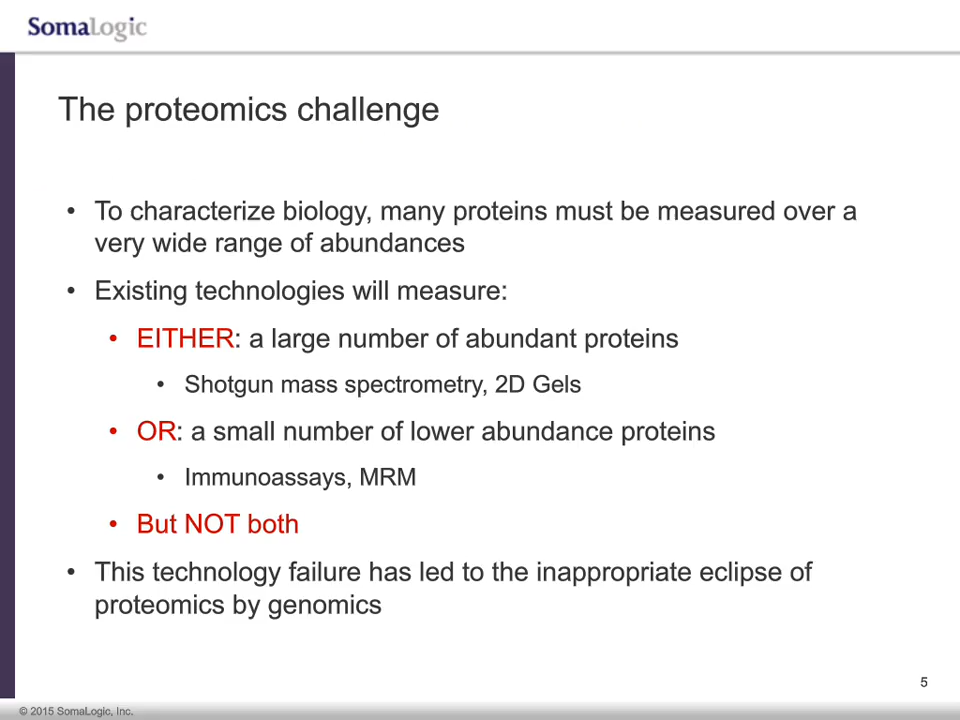 SomaLogic
The proteomics challenge
• To characterize biology, many proteins must be measured over a
very wide range of abundances
• Existing technologies will measure:
• EITHER: a large number of abundant proteins
• Shotgun mass spectrometry, 2D Gels
• OR: a small number of lower abundance proteins
• Immunoassays, MRM
• But NOT both
• This technology failure has led to the inappropriate eclipse of
proteomics by genomics
5
© 2015 SomaLogic, Inc.